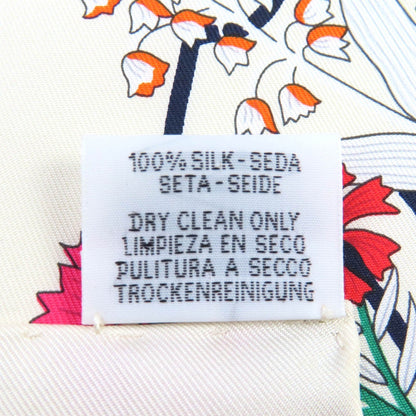 100% SILK-SEDA
SETA-SEIDE
DRY CLEAN ONLY
LIMPIEZA EN SECO
PULITURA A SECCO
TROCKENREINIGUNG